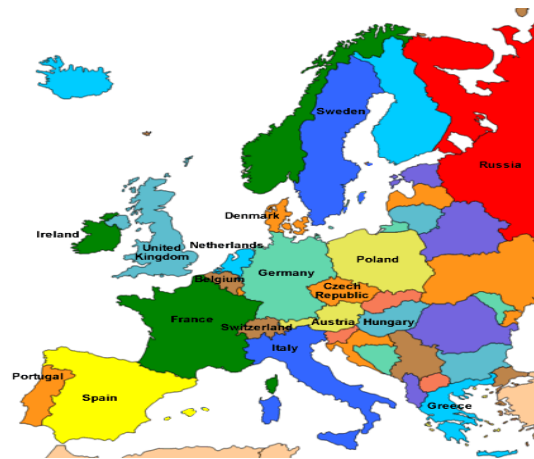 Sweden
Russia
Denmark
Ireland
United
Kingdom
Netherlands
Belgium
Germany
Poland
Czech
Republic
France
Switzerland
Austria
Hungary
Italy
Portugal
Spain
Greece